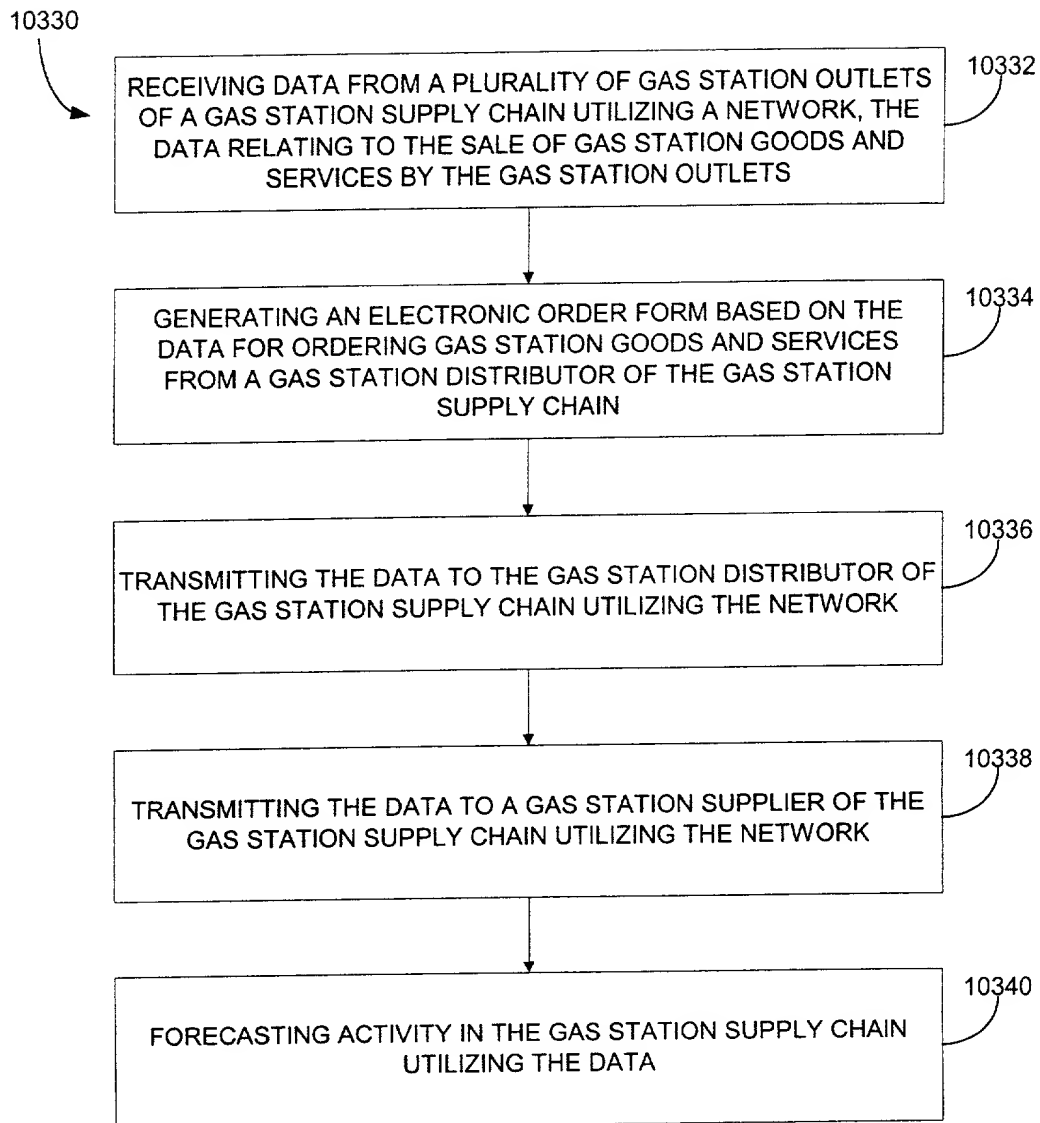 10330
RECEIVING DATA FROM A PLURALITY OF GAS STATION OUTLETS
OF A GAS STATION SUPPLY CHAIN UTILIZING A NETWORK, THE
DATA RELATING TO THE SALE OF GAS STATION GOODS AND
SERVICES BY THE GAS STATION OUTLETS
10332
GENERATING AN ELECTRONIC ORDER FORM BASED ON THE
DATA FOR ORDERING GAS STATION GOODS AND SERVICES
FROM A GAS STATION DISTRIBUTOR OF THE GAS STATION
SUPPLY CHAIN
10334
TRANSMITTING THE DATA TO THE GAS STATION DISTRIBUTOR OF
THE GAS STATION SUPPLY CHAIN UTILIZING THE NETWORK
10336
TRANSMITTING THE DATA TO A GAS STATION SUPPLIER OF THE
GAS STATION SUPPLY CHAIN UTILIZING THE NETWORK
10338
FORECASTING ACTIVITY IN THE GAS STATION SUPPLY CHAIN
UTILIZING THE DATA
10340